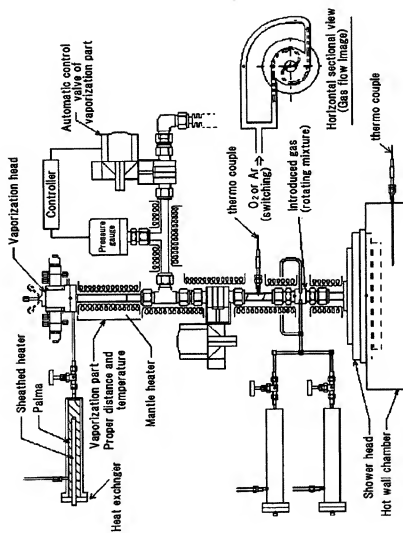 Automatic control
valve of
vaporization part
Controller
Vaporization head
Pressure
gauge
Sheathed heater
Palma
Vaporization part
Proper distance and
temperature
Mantle heater
Heat exchnger
Horizontal sectional view
(Gas flow Image)
O₂ or Ar ⇒
(switching)
thermo couple
Introduced gas
(rotating mixture)
thermo couple
Shower head
Hot wall chamber